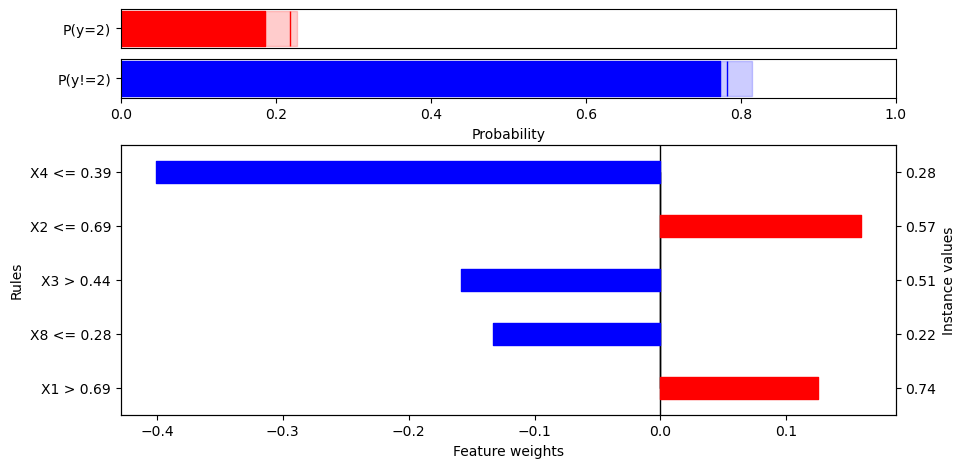 P(y=2)
P(y!=2)
0.0 0.2 0.4 0.6 0.8 1.0
Probability
X4 <= 0.39 0.28
X2 <= 0.69 0.57
X3 > 0.44 0.51
X8 <= 0.28 0.22
X1 > 0.69 0.74
Rules
Instance values
−0.4 −0.3 −0.2 −0.1 0.0 0.1
Feature weights